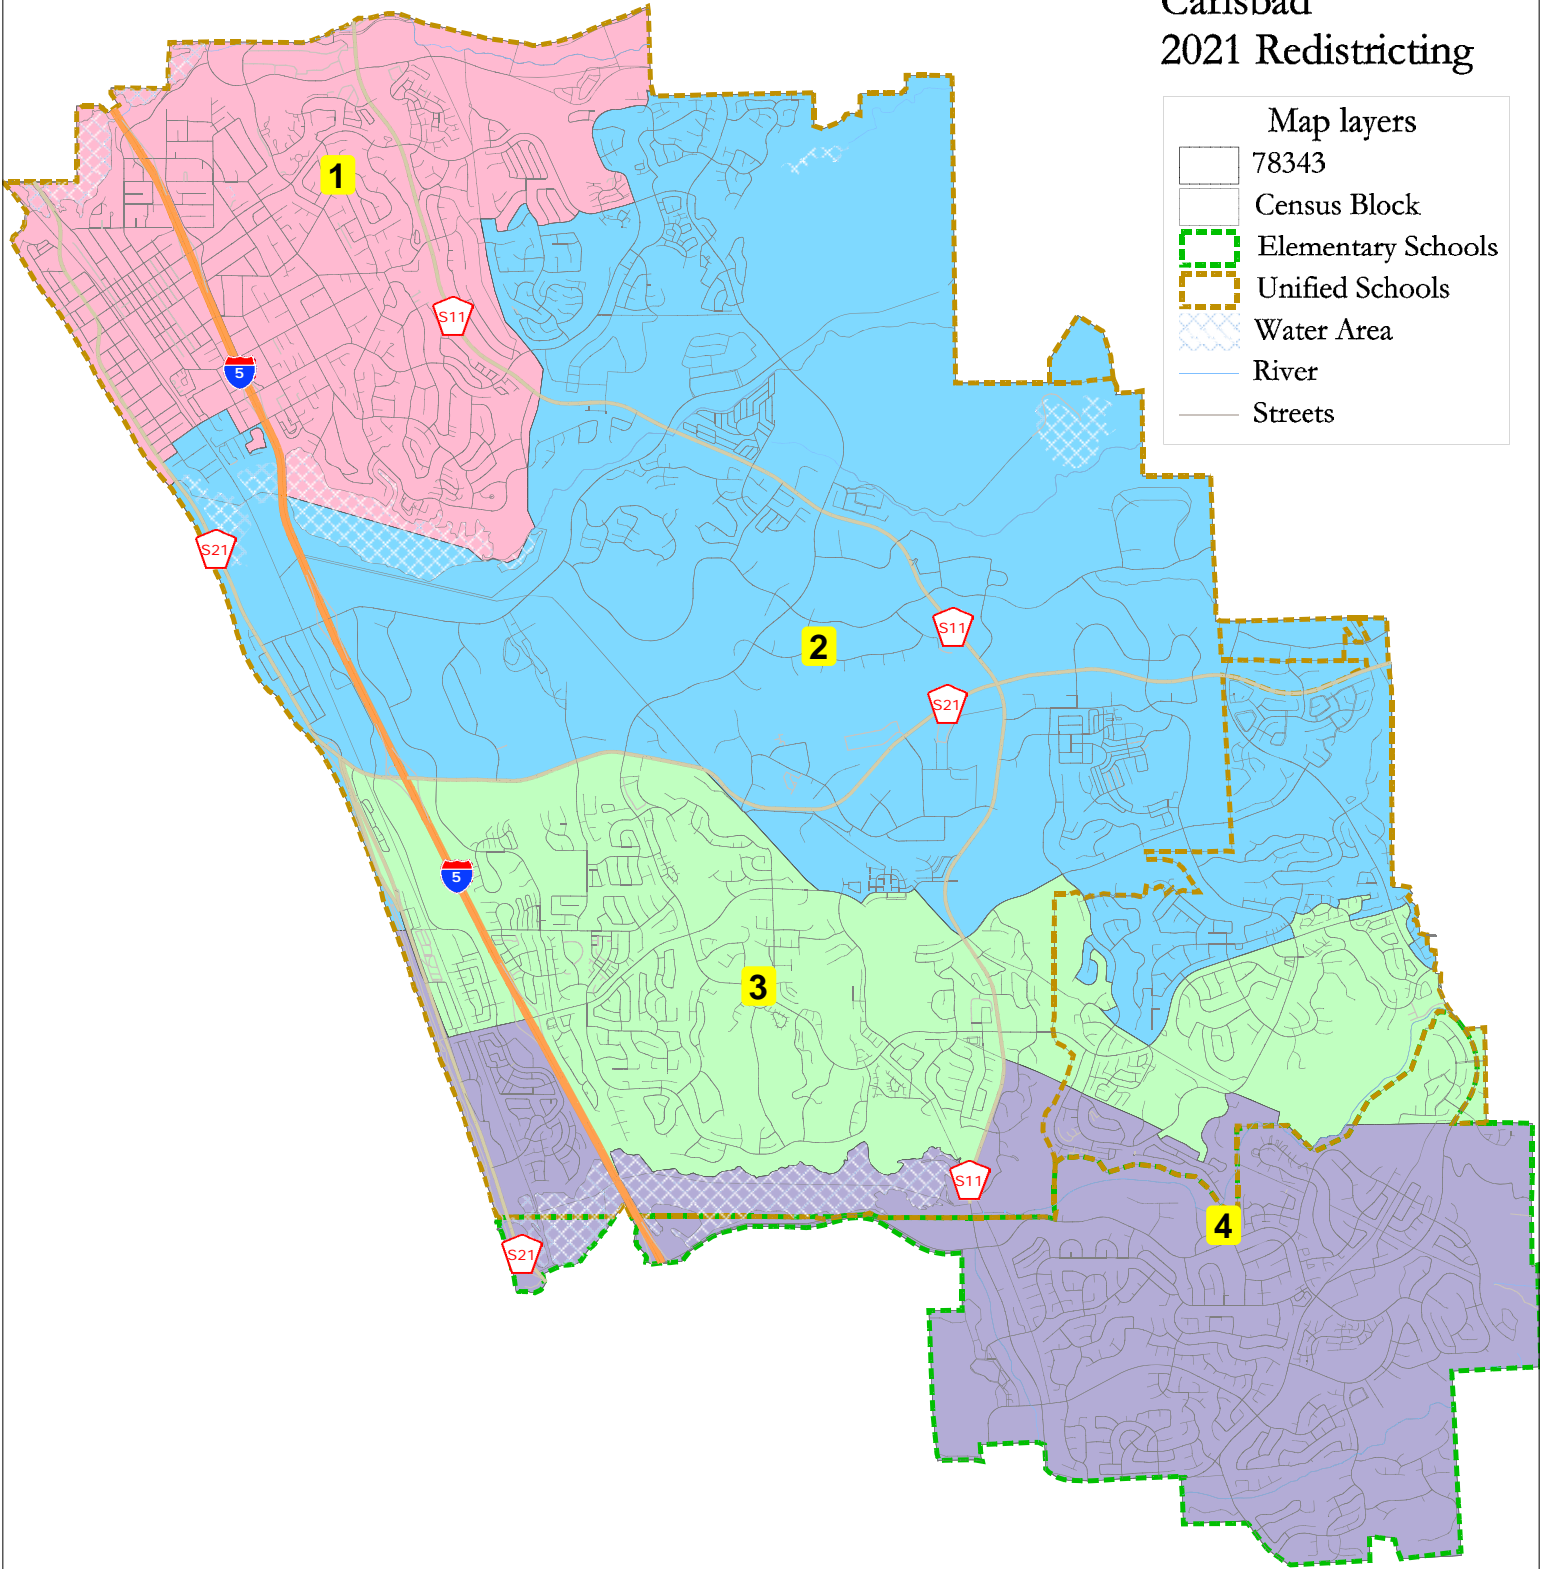 Carlsbad
2021 Redistricting
Map layers
78343
Census Block
Elementary Schools
Unified Schools
Water Area
River
Streets
1
S11
5
S21
S11
2
S21
5
3
S11
4
S21